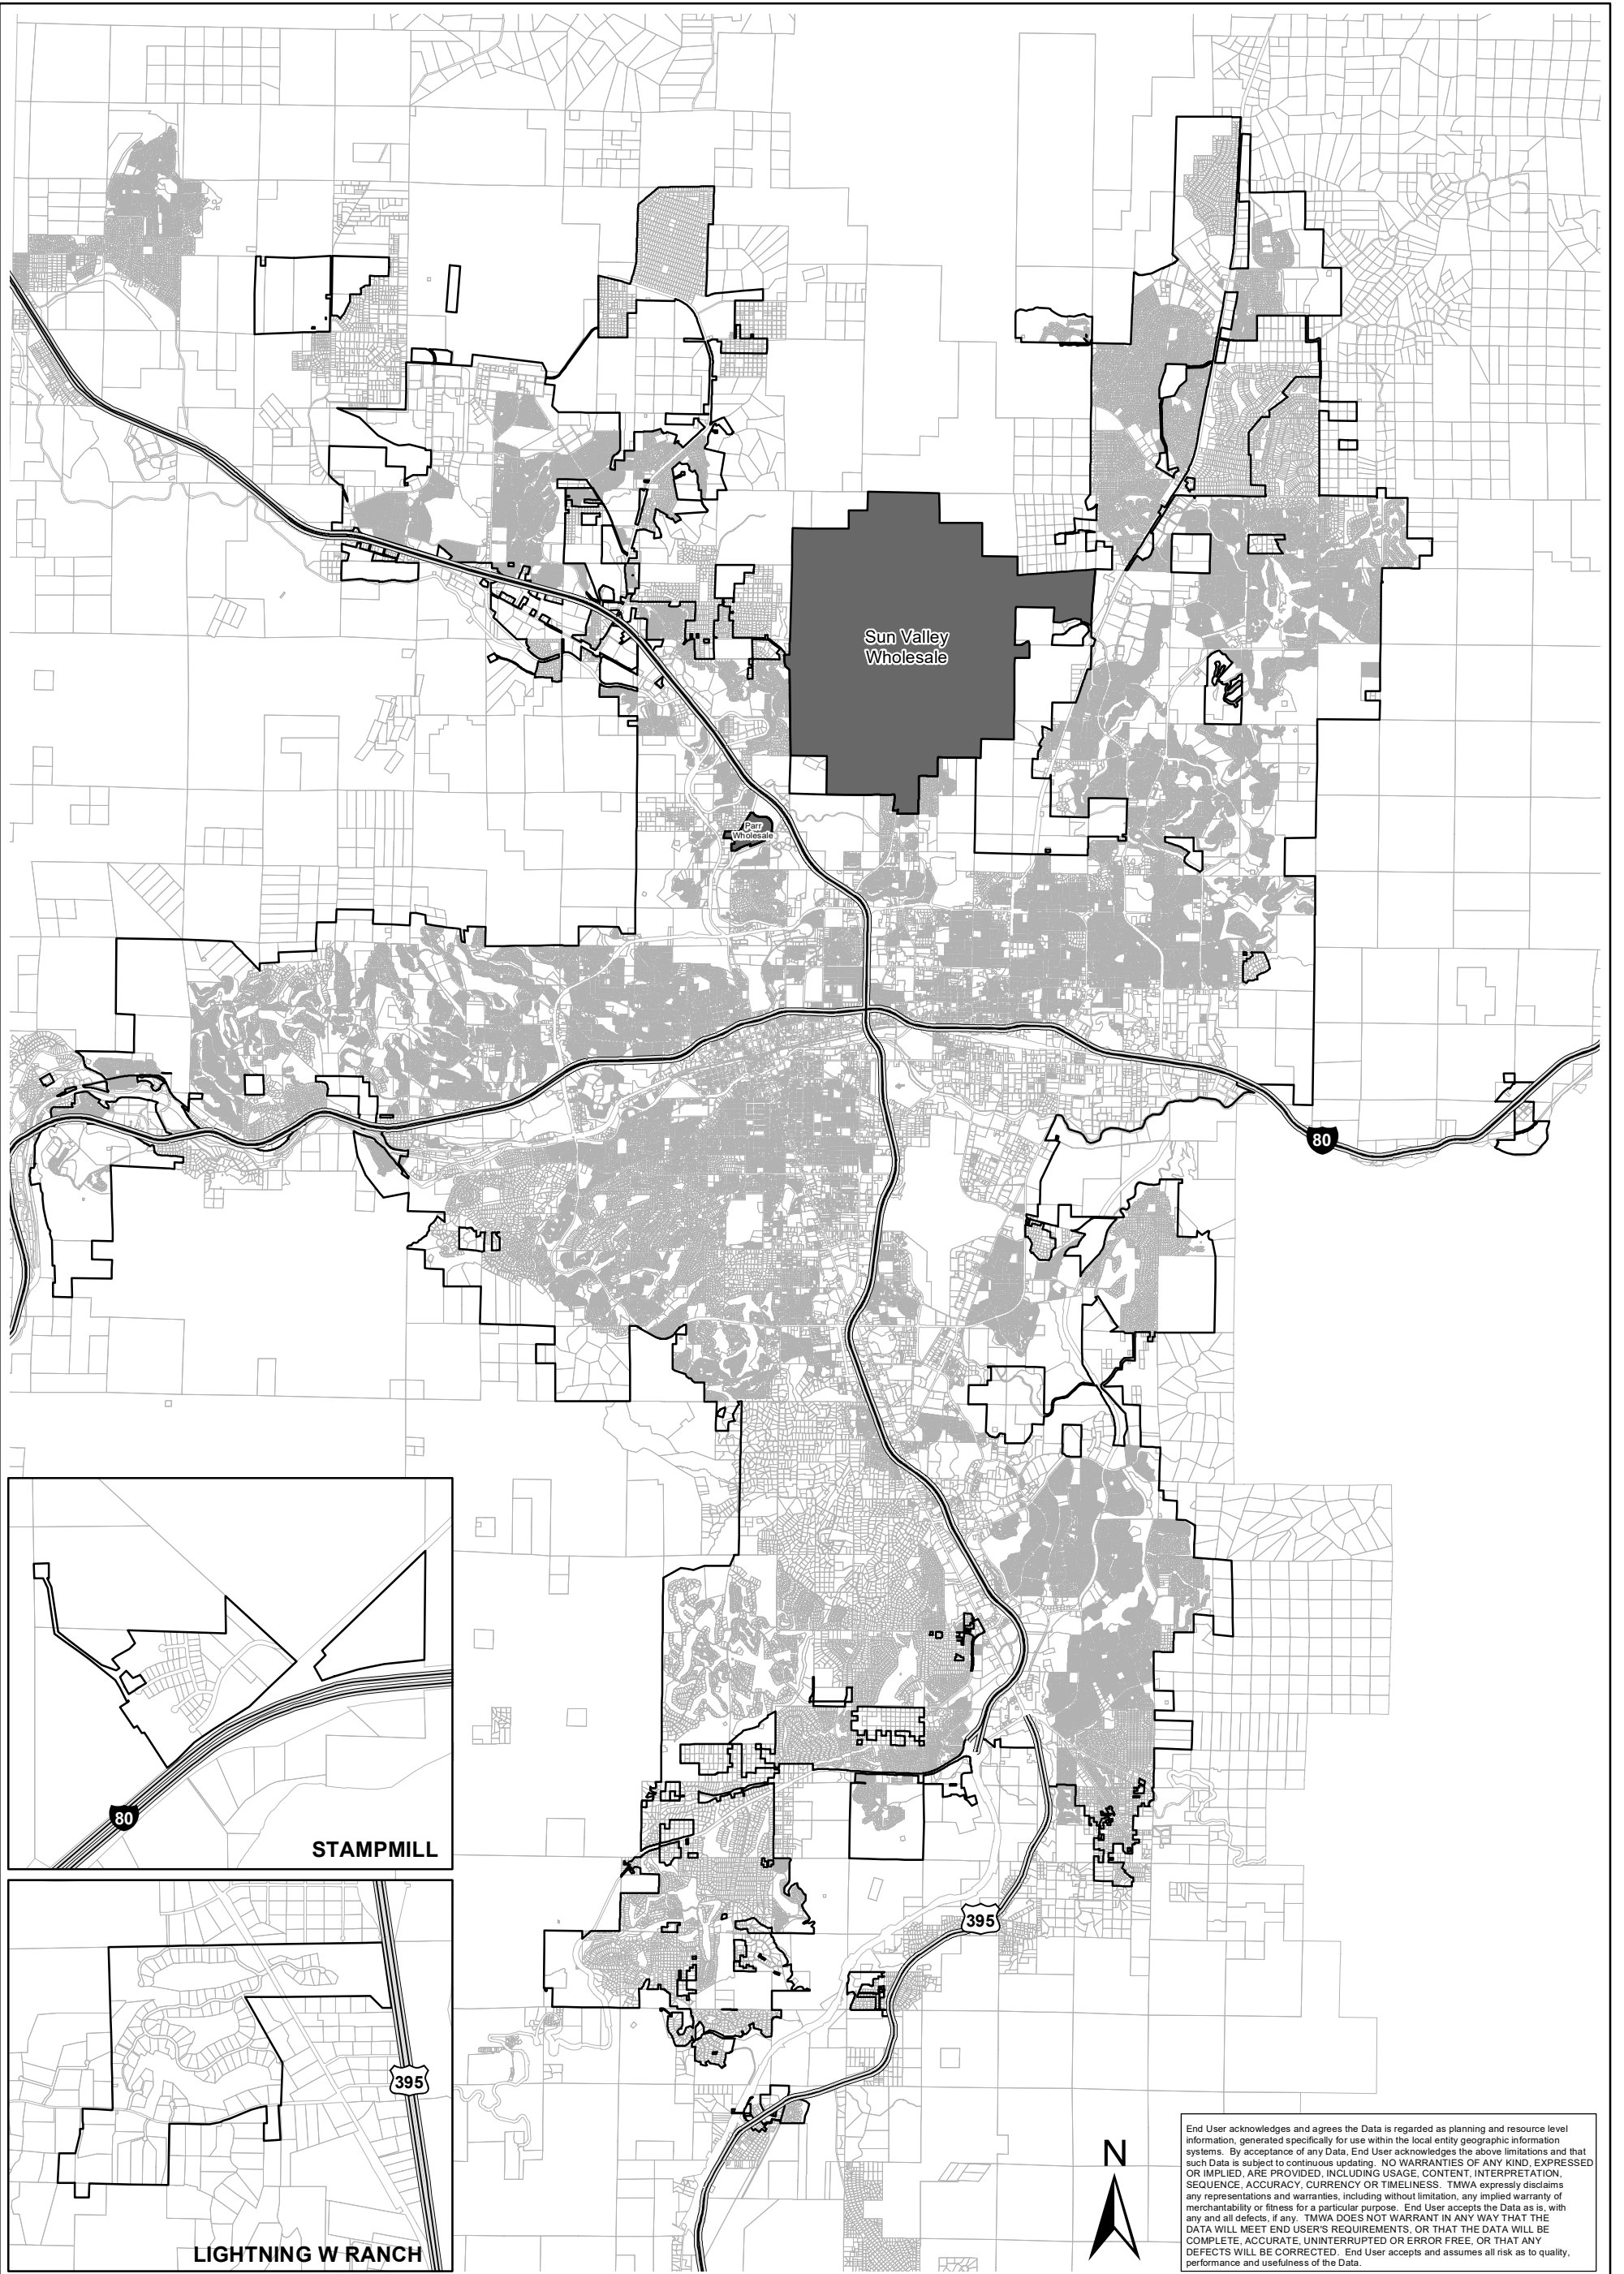 Sun Valley
Wholesale
Parr
Wholesale
80
80
STAMPMILL
395
395
LIGHTNING W RANCH
N
End User acknowledges and agrees the Data is regarded as planning and resource level
information, generated specifically for use within the local entity geographic information
systems. By acceptance of any Data, End User acknowledges the above limitations and that
such Data is subject to continuous updating. NO WARRANTIES OF ANY KIND, EXPRESSED
OR IMPLIED, ARE PROVIDED, INCLUDING USAGE, CONTENT, INTERPRETATION,
SEQUENCE, ACCURACY, CURRENCY OR TIMELINESS. TMWA expressly disclaims
any representations and warranties, including without limitation, any implied warranty of
merchantability or fitness for a particular purpose. End User accepts the Data as is, with
any and all defects, if any. TMWA DOES NOT WARRANT IN ANY WAY THAT THE
DATA WILL MEET END USER'S REQUIREMENTS, OR THAT THE DATA WILL BE
COMPLETE, ACCURATE, UNINTERRUPTED OR ERROR FREE, OR THAT ANY
DEFECTS WILL BE CORRECTED. End User accepts and assumes all risk as to quality,
performance and usefulness of the Data.